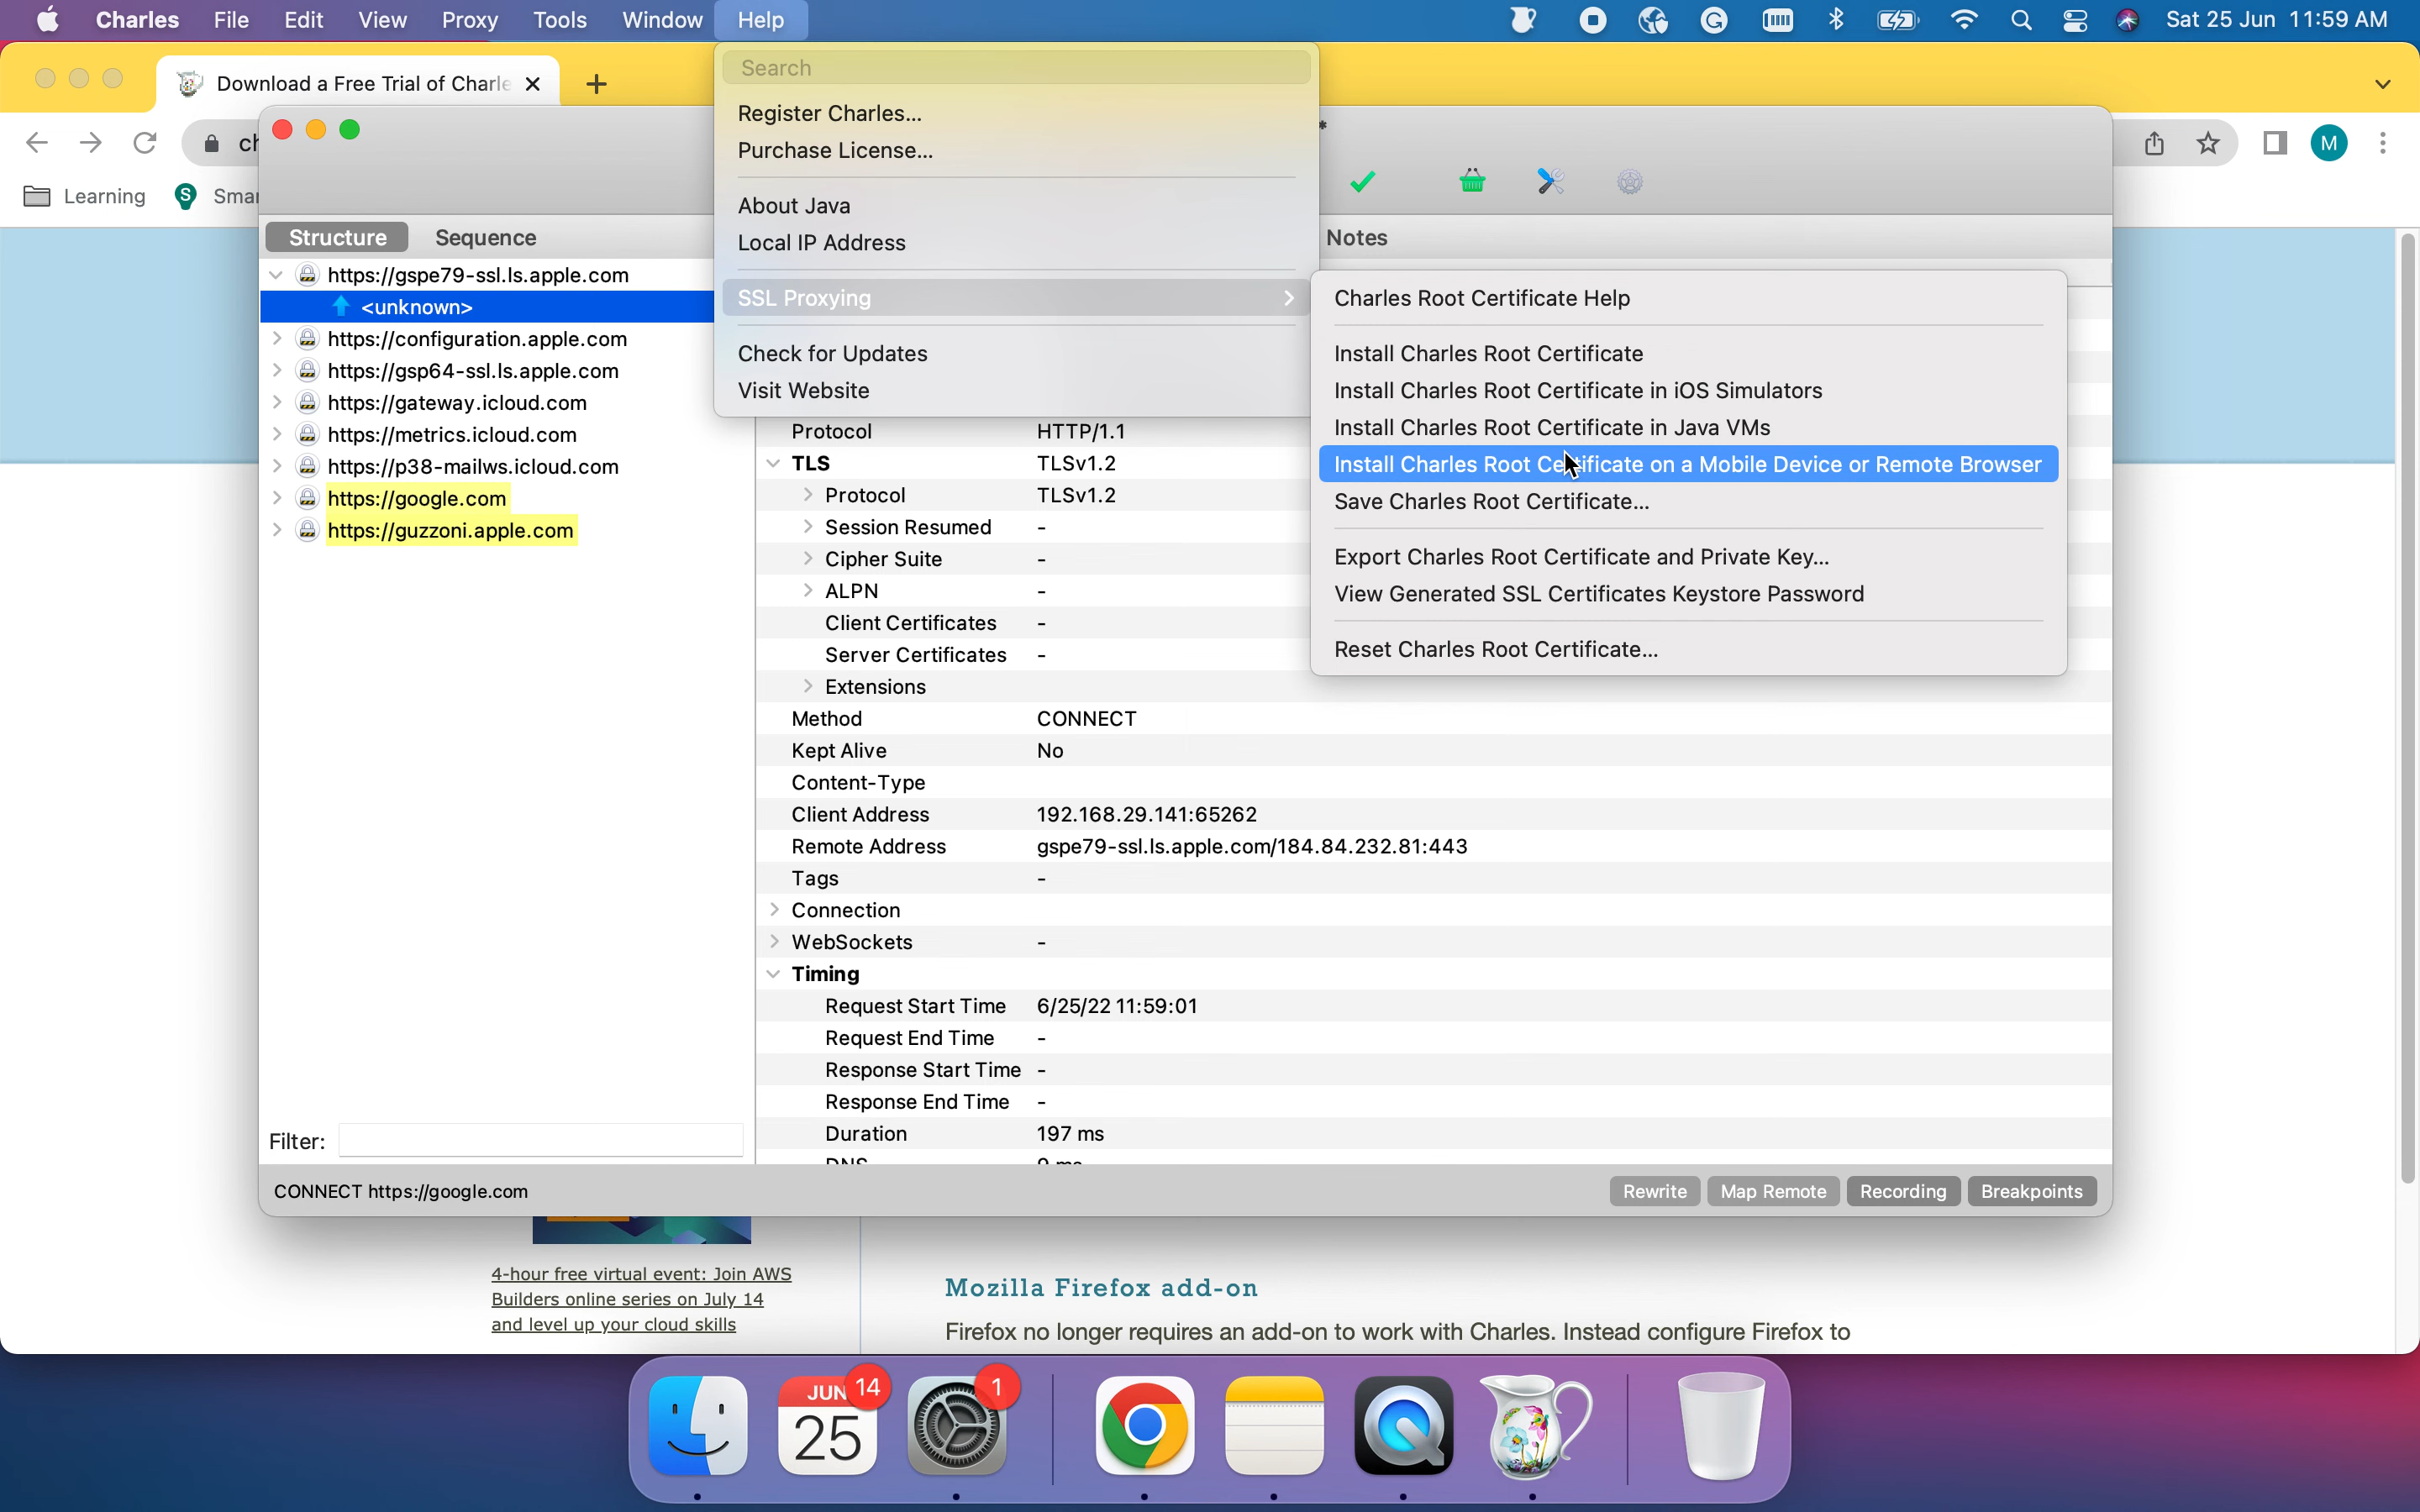 Charles File Edit View Proxy Tools Window Help Sat 25 Jun 11:59 AM
Download a Free Trial of Charle
Learning
Search
Register Charles...
Purchase License...
About Java
Local IP Address
SSL Proxying
Check for Updates
Visit Website
*
M
S
G
Structure Sequence
Notes
https://gspe79-ssl.ls.apple.com
<unknown>
https://configuration.apple.com
https://gsp64-ssl.ls.apple.com
https://gateway.icloud.com
https://metrics.icloud.com
https://p38-mailws.icloud.com
https://google.com
https://guzzoni.apple.com
Charles Root Certificate Help
Install Charles Root Certificate
Install Charles Root Certificate in iOS Simulators
Install Charles Root Certificate in Java VMs
Install Charles Root Certificate on a Mobile Device or Remote Browser
Save Charles Root Certificate...
Export Charles Root Certificate and Private Key...
View Generated SSL Certificates Keystore Password
Reset Charles Root Certificate...
Protocol HTTP/1.1
TLS TLSv1.2
Protocol TLSv1.2
Session Resumed -
Cipher Suite -
ALPN -
Client Certificates -
Server Certificates -
Extensions
Method CONNECT
Kept Alive No
Content-Type
Client Address 192.168.29.141:65262
Remote Address gspe79-ssl.ls.apple.com/184.84.232.81:443
Tags -
Connection
WebSockets -
Timing
Request Start Time 6/25/22 11:59:01
Request End Time -
Response Start Time -
Response End Time -
Duration 197 ms
Filter:
CONNECT https://google.com
Rewrite Map Remote Recording Breakpoints
4-hour free virtual event: Join AWS
Builders online series on July 14
and level up your cloud skills
Mozilla Firefox add-on
Firefox no longer requires an add-on to work with Charles. Instead configure Firefox to
JUN 14
25
1